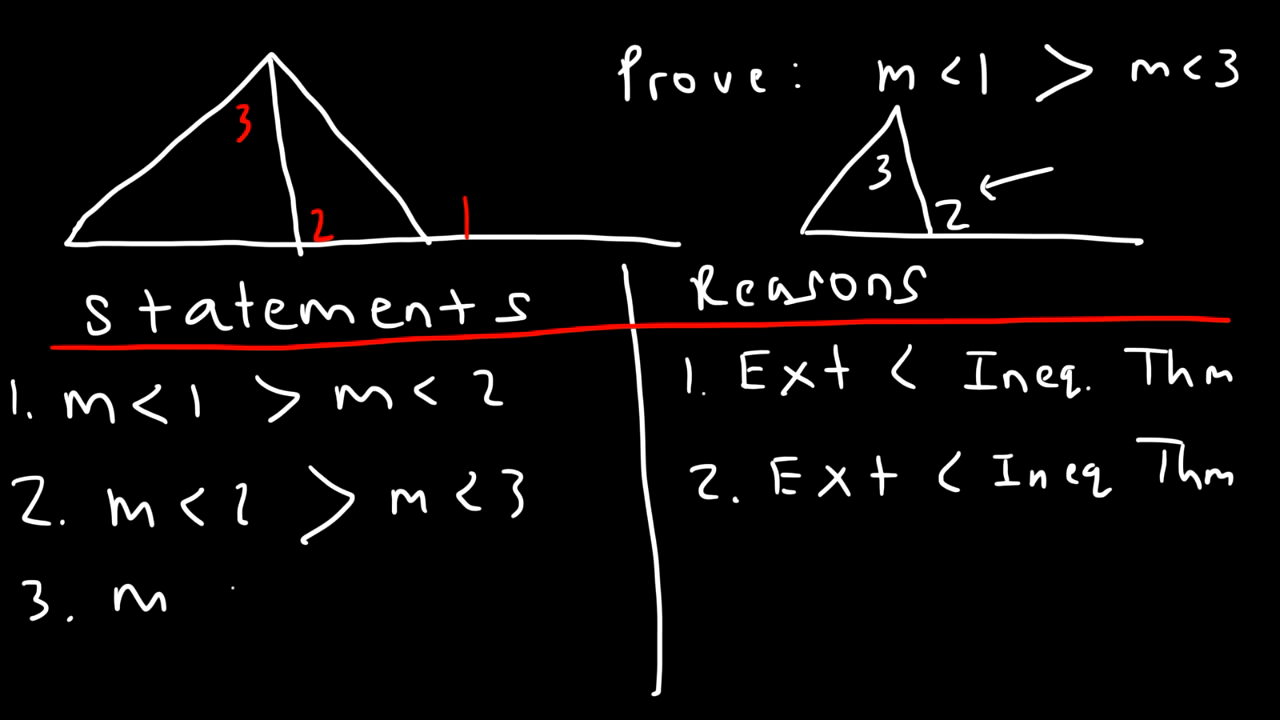 Prove: m<1 > m<3
3
2
1
3
2
Statements
Reasons
1. m<1 > m<2
1. Ext < Ineq. Thm
2. m<2 > m<3
2. Ext < Ineq Thm
3. m